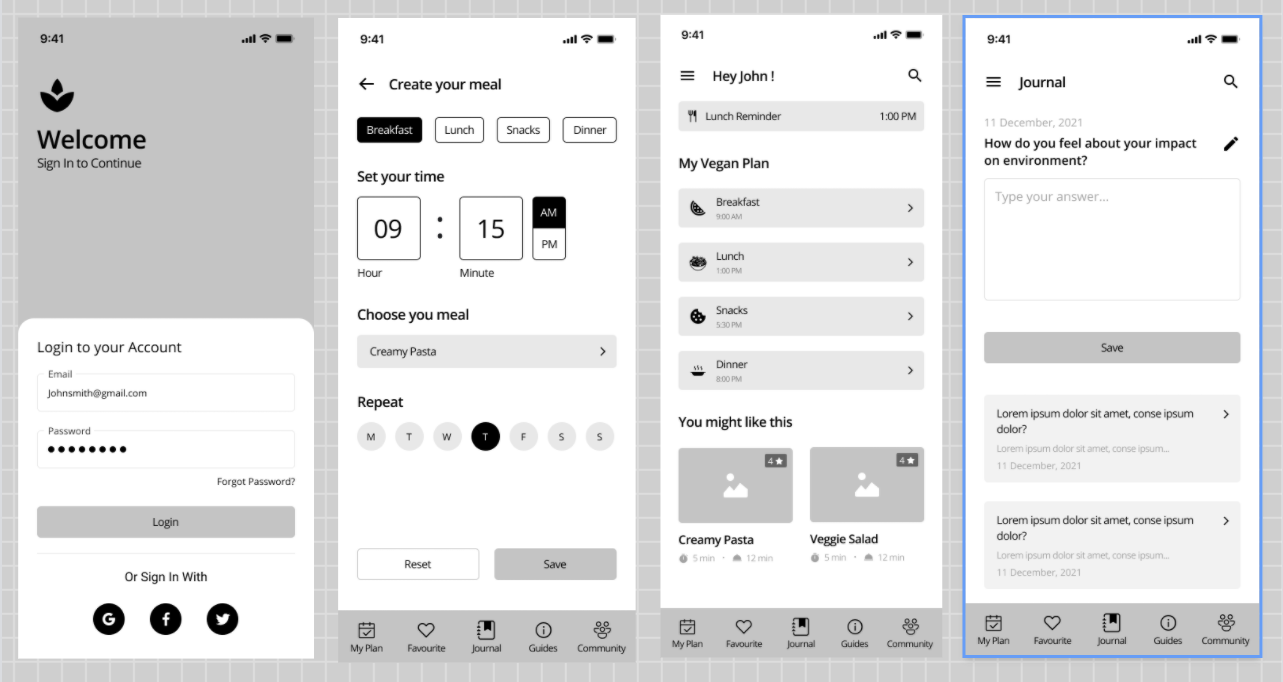 9:41
Welcome
Sign In to Continue
Login to your Account
Email
Johnsmith@gmail.com
Password
Forgot Password?
Login
Or Sign In With
9:41
Create your meal
Breakfast
Lunch
Snacks
Dinner
Set your time
09 : 15
AM
PM
Hour
Minute
Choose you meal
Creamy Pasta
Repeat
M T W T F S S
Reset
Save
My Plan
Favourite
Journal
Guides
Community
9:41
Hey John !
Lunch Reminder 1:00 PM
My Vegan Plan
Breakfast
9:00 AM
Lunch
1:00 PM
Snacks
5:30 PM
Dinner
8:00 PM
You might like this
4
4
Creamy Pasta
5 min • 12 min
Veggie Salad
5 min • 12 min
My Plan
Favourite
Journal
Guides
Community
9:41
Journal
11 December, 2021
How do you feel about your impact
on environment?
Type your answer...
Save
Lorem ipsum dolor sit amet, conse ipsum
dolor?
Lorem ipsum dolor sit amet, conse ipsum...
11 December, 2021
Lorem ipsum dolor sit amet, conse ipsum
dolor?
Lorem ipsum dolor sit amet, conse ipsum...
11 December, 2021
My Plan
Favourite
Journal
Guides
Community